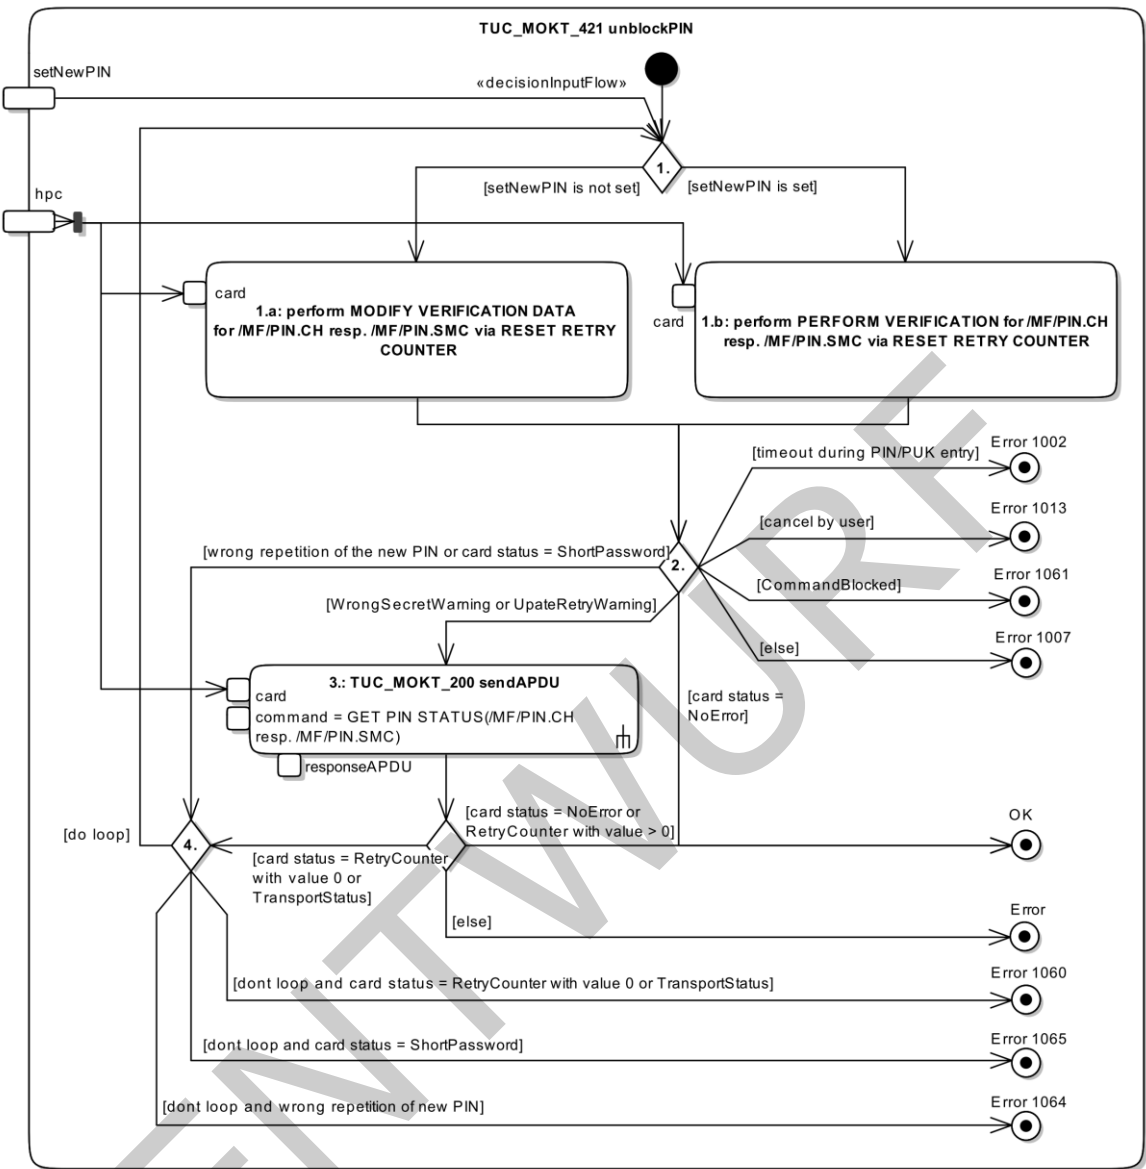 TUC_MOKT_421 unblockPIN
setNewPIN
«decisionInputFlow»
1.
[setNewPIN is not set]
[setNewPIN is set]
hpc
card
1.a: perform MODIFY VERIFICATION DATA
for /MF/PIN.CH resp. /MF/PIN.SMC via RESET RETRY
COUNTER
card
1.b: perform PERFORM VERIFICATION for /MF/PIN.CH
resp. /MF/PIN.SMC via RESET RETRY COUNTER
Error 1002
[timeout during PIN/PUK entry]
Error 1013
[cancel by user]
[wrong repetition of the new PIN or card status = ShortPassword]
2.
Error 1061
[CommandBlocked]
[WrongSecretWarning or UpateRetryWarning]
Error 1007
[else]
3.: TUC_MOKT_200 sendAPDU
card
command = GET PIN STATUS(/MF/PIN.CH
resp. /MF/PIN.SMC)
responseAPDU
[card status =
NoError]
[card status = NoError or
RetryCounter with value > 0]
OK
[do loop]
4.
[card status = RetryCounter
with value 0 or
TransportStatus]
[else]
Error
[dont loop and card status = RetryCounter with value 0 or TransportStatus]
Error 1060
[dont loop and card status = ShortPassword]
Error 1065
[dont loop and wrong repetition of new PIN]
Error 1064
ENTWURF